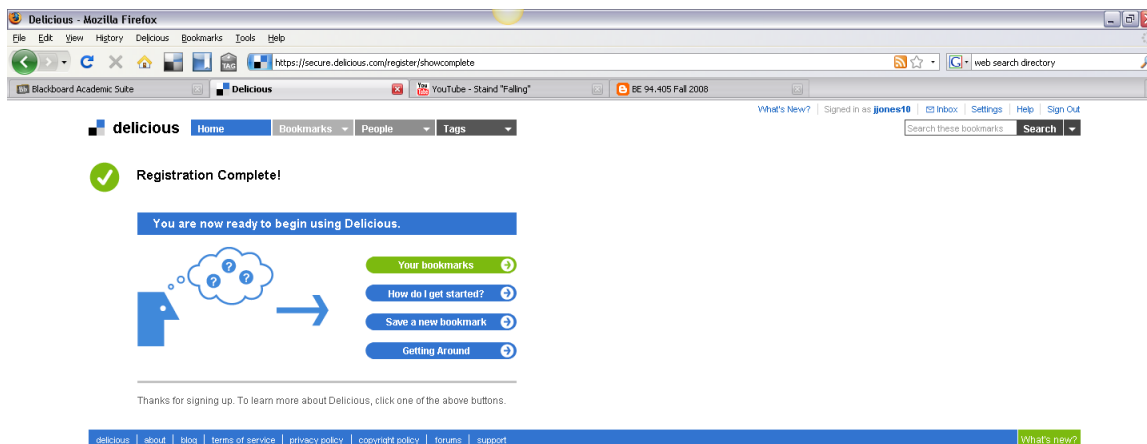 Delicious - Mozilla Firefox
File Edit View History Delicious Bookmarks Tools Help
TAG https://secure.delicious.com/register/showcomplete G web search directory
Blackboard Academic Suite Delicious YouTube - Staind "Falling" BE 94.405 Fall 2008
What's New? Signed in as jjones10 Inbox Settings Help Sign Out
delicious Home Bookmarks People Tags Search these bookmarks Search
Registration Complete!
You are now ready to begin using Delicious.
? ? ?
Your bookmarks
How do I get started?
Save a new bookmark
Getting Around
Thanks for signing up. To learn more about Delicious, click one of the above buttons.
delicious | about | blog | terms of service | privacy policy | copyright policy | forums | support What's new?